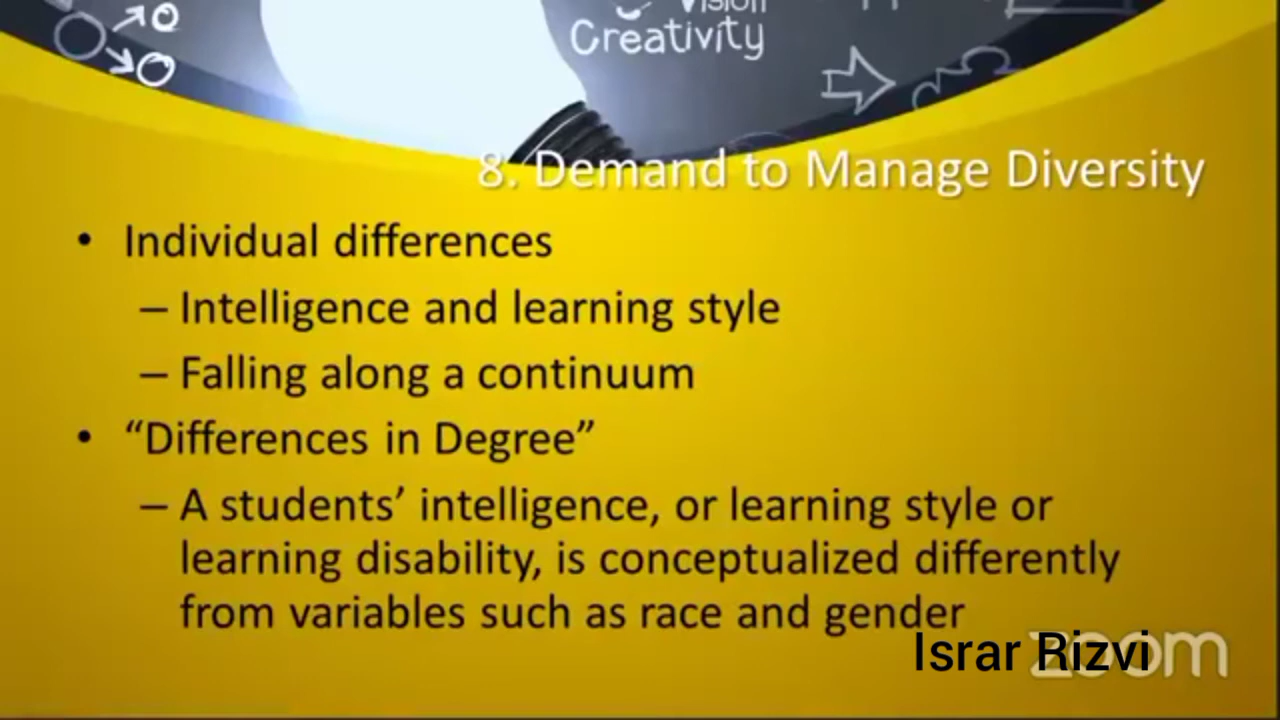 Vision
Creativity
8. Demand to Manage Diversity
• Individual differences
– Intelligence and learning style
– Falling along a continuum
• “Differences in Degree”
– A students’ intelligence, or learning style or
learning disability, is conceptualized differently
from variables such as race and gender
Israr Rizvi
zoom